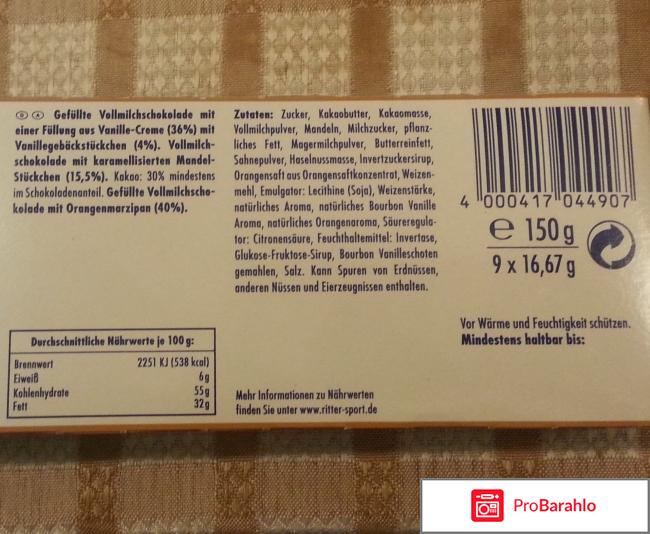 D A Gefüllte Vollmilchschokolade mit
einer Füllung aus Vanille-Creme (36%) mit
Vanillegebäckstückchen (4%). Vollmilch-
schokolade mit karamellisierten Mandel-
Stückchen (15,5%). Kakao: 30% mindestens
im Schokoladenanteil. Gefüllte Vollmilchscho-
kolade mit Orangenmarzipan (40%).
Durchschnittliche Nährwerte je 100 g:
Brennwert 2251 KJ (538 kcal)
Eiweiß 6 g
Kohlenhydrate 55 g
Fett 32 g
Zutaten: Zucker, Kakaobutter, Kakaomasse,
Vollmilchpulver, Mandeln, Milchzucker, pflanz-
liches Fett, Magermilchpulver, Butterreinfett,
Sahnepulver, Haselnussmasse, Invertzuckersirup,
Orangensaft aus Orangensaftkonzentrat, Weizen-
mehl, Emulgator: Lecithine (Soja), Weizenstärke,
natürliches Aroma, natürliches Bourbon Vanille
Aroma, natürliches Orangenaroma, Säureregula-
tor: Citronensäure, Feuchthaltemittel: Invertase,
Glukose-Fruktose-Sirup, Bourbon Vanilleschoten
gemahlen, Salz. Kann Spuren von Erdnüssen,
anderen Nüssen und Eierzeugnissen enthalten.
Mehr Informationen zu Nährwerten
finden Sie unter www.ritter-sport.de
4 000417 044907
e 150 g
9 x 16,67 g
Vor Wärme und Feuchtigkeit schützen.
Mindestens haltbar bis:
ProBarahlo